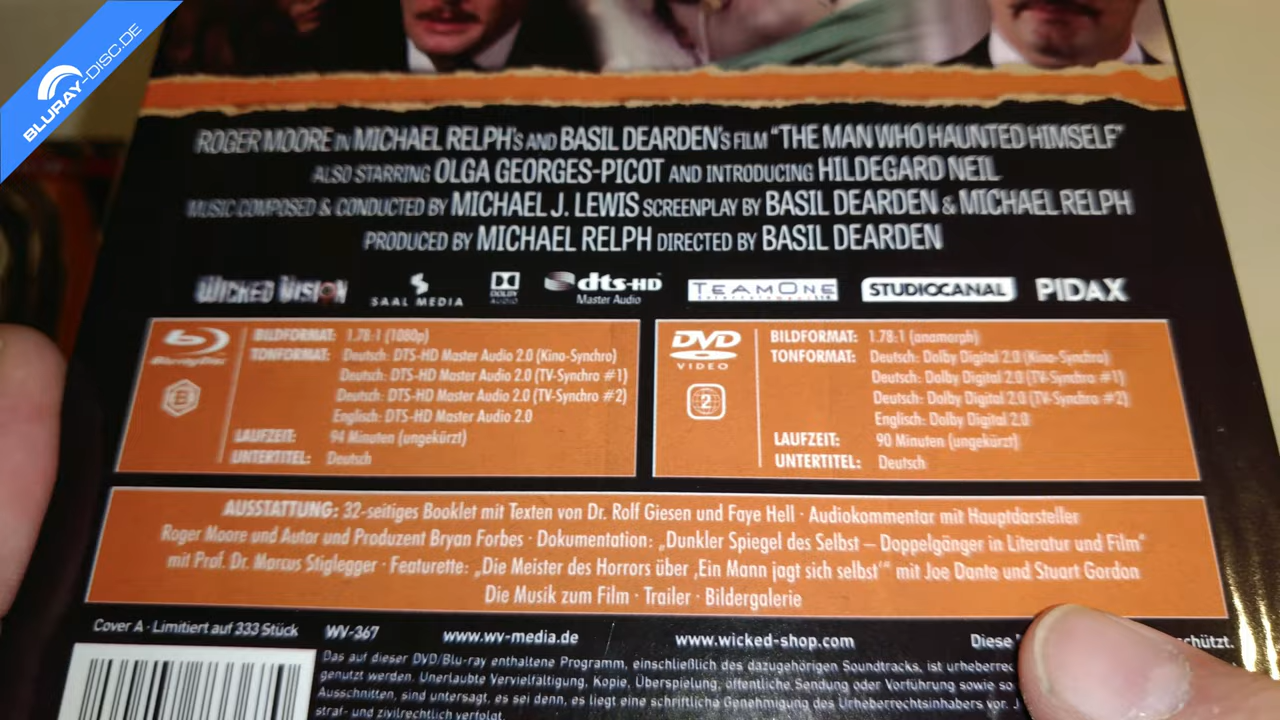 BLURAY-DISC.DE
ROGER MOORE IN MICHAEL RELPH'S AND BASIL DEARDEN'S FILM "THE MAN WHO HAUNTED HIMSELF"
ALSO STARRING OLGA GEORGES-PICOT AND INTRODUCING HILDEGARD NEIL
MUSIC COMPOSED & CONDUCTED BY MICHAEL J. LEWIS SCREENPLAY BY BASIL DEARDEN & MICHAEL RELPH
PRODUCED BY MICHAEL RELPH DIRECTED BY BASIL DEARDEN
WICKED VISION SAAL MEDIA DOLBY AUDIO dts-HD Master Audio TEAMONE STUDIOCANAL PIDAX
Blu-ray Disc
B
BILDFORMAT: 1.78:1 (1080p)
TONFORMAT: Deutsch: DTS-HD Master Audio 2.0 (Kino-Synchro)
Deutsch: DTS-HD Master Audio 2.0 (TV-Synchro #1)
Deutsch: DTS-HD Master Audio 2.0 (TV-Synchro #2)
Englisch: DTS-HD Master Audio 2.0
LAUFZEIT: 94 Minuten (ungekürzt)
UNTERTITEL: Deutsch
DVD
VIDEO
2
BILDFORMAT: 1.78:1 (anamorph)
TONFORMAT: Deutsch: Dolby Digital 2.0 (Kino-Synchro)
Deutsch: Dolby Digital 2.0 (TV-Synchro #1)
Deutsch: Dolby Digital 2.0 (TV-Synchro #2)
Englisch: Dolby Digital 2.0
LAUFZEIT: 90 Minuten (ungekürzt)
UNTERTITEL: Deutsch
AUSSTATTUNG: 32-seitiges Booklet mit Texten von Dr. Rolf Giesen und Faye Hell · Audiokommentar mit Hauptdarsteller
Roger Moore und Autor und Produzent Bryan Forbes · Dokumentation: „Dunkler Spiegel des Selbst – Doppelgänger in Literatur und Film“
mit Prof. Dr. Marcus Stiglegger · Featurette: „Die Meister des Horrors über ‚Ein Mann jagt sich selbst‘“ mit Joe Dante und Stuart Gordon
Die Musik zum Film · Trailer · Bildergalerie
Cover A · Limitiert auf 333 Stück WV-367 www.wv-media.de www.wicked-shop.com Diese chützt.
Das auf dieser DVD/Blu-ray enthaltene Programm, einschließlich des dazugehörigen Soundtracks, ist urheberrec
genutzt werden. Unerlaubte Vervielfältigung, Kopie, Überspielung, öffentliche Sendung oder Vorführung sowie so
Ausschnitten, sind untersagt, es sei denn, es liegt eine schriftliche Genehmigung des Urheberrechtsinhabers vor. J
straf- und zivilrechtlich verfolgt.